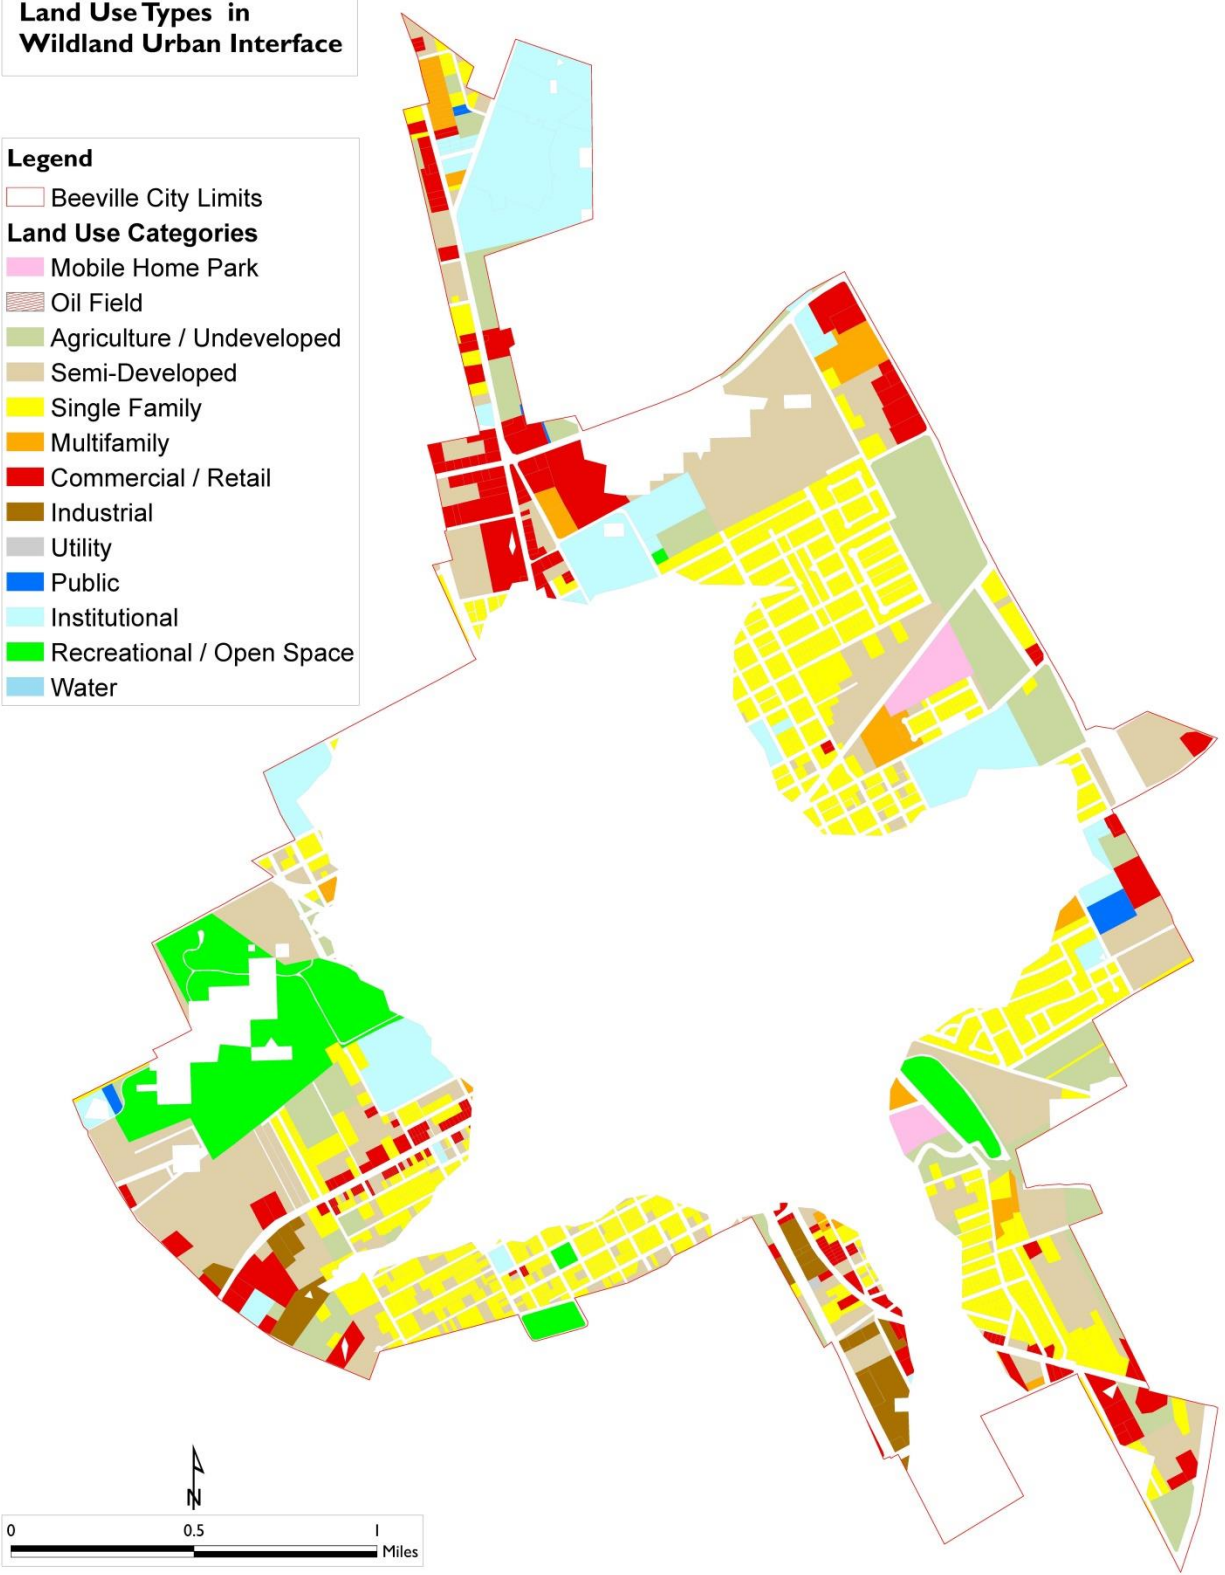 Land Use Types in
Wildland Urban Interface
Legend
Beeville City Limits
Land Use Categories
Mobile Home Park
Oil Field
Agriculture / Undeveloped
Semi-Developed
Single Family
Multifamily
Commercial / Retail
Industrial
Utility
Public
Institutional
Recreational / Open Space
Water
N
0 0.5 1
Miles